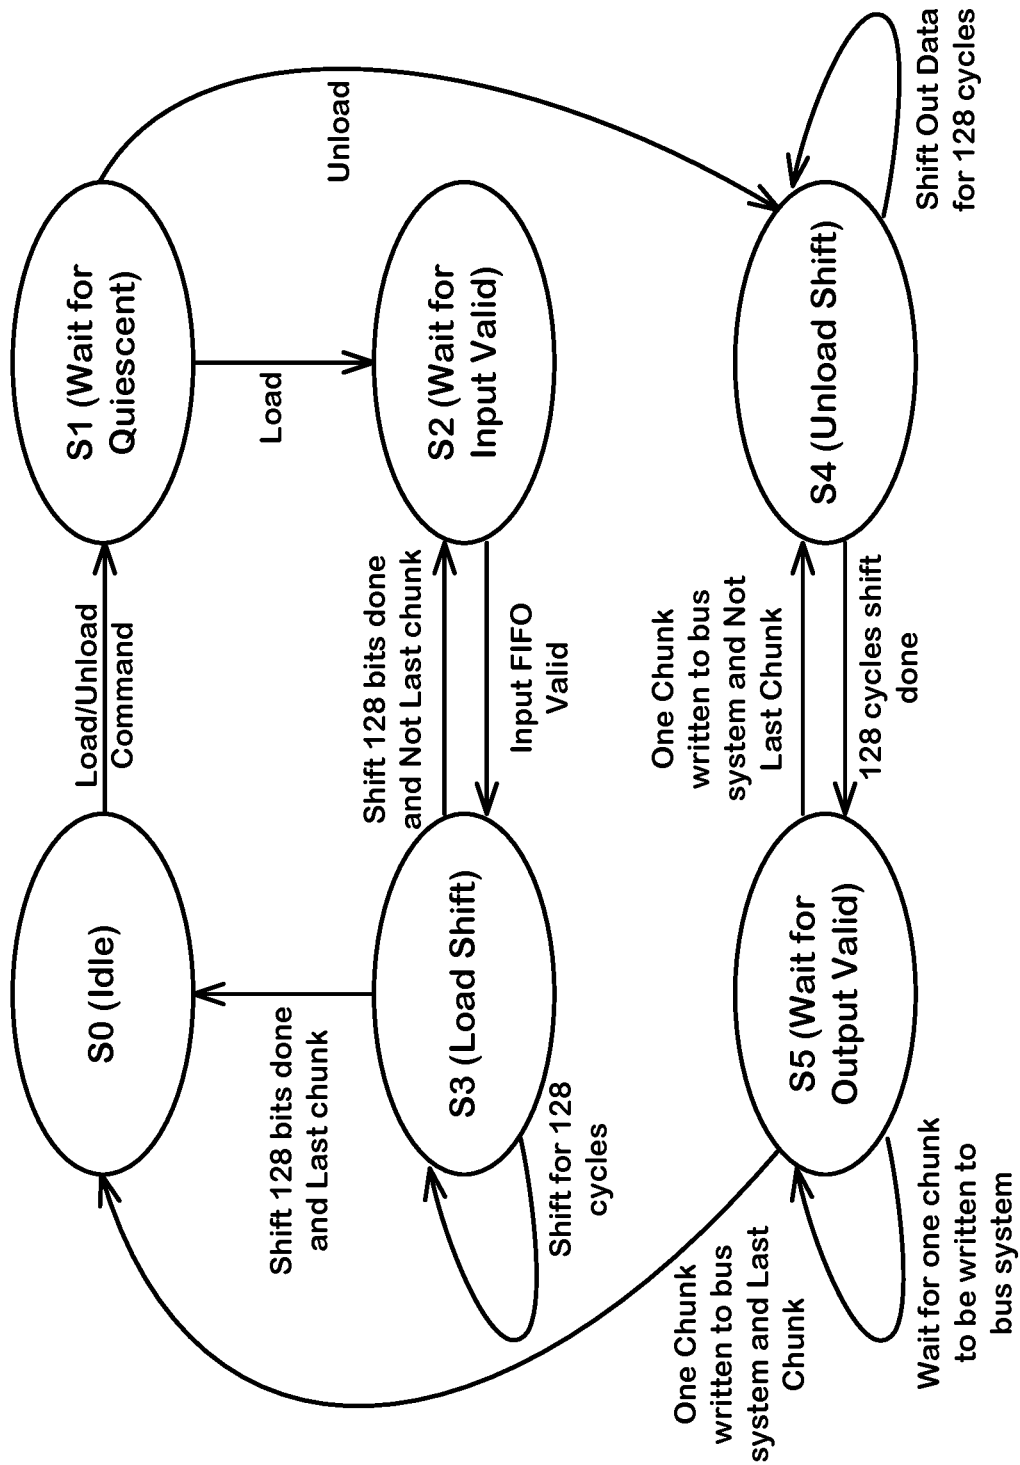 S0 (Idle)
Load/Unload
Command
S1 (Wait for
Quiescent)
Unload
Load
Shift 128 bits done
and Last chunk
S3 (Load Shift)
Shift for 128
cycles
Shift 128 bits done
and Not Last chunk
Input FIFO
Valid
S2 (Wait for
Input Valid)
One Chunk
written to bus
system and Last
Chunk
S5 (Wait for
Output Valid)
Wait for one chunk
to be written to
bus system
One Chunk
written to bus
system and Not
Last Chunk
128 cycles shift
done
S4 (Unload Shift)
Shift Out Data
for 128 cycles